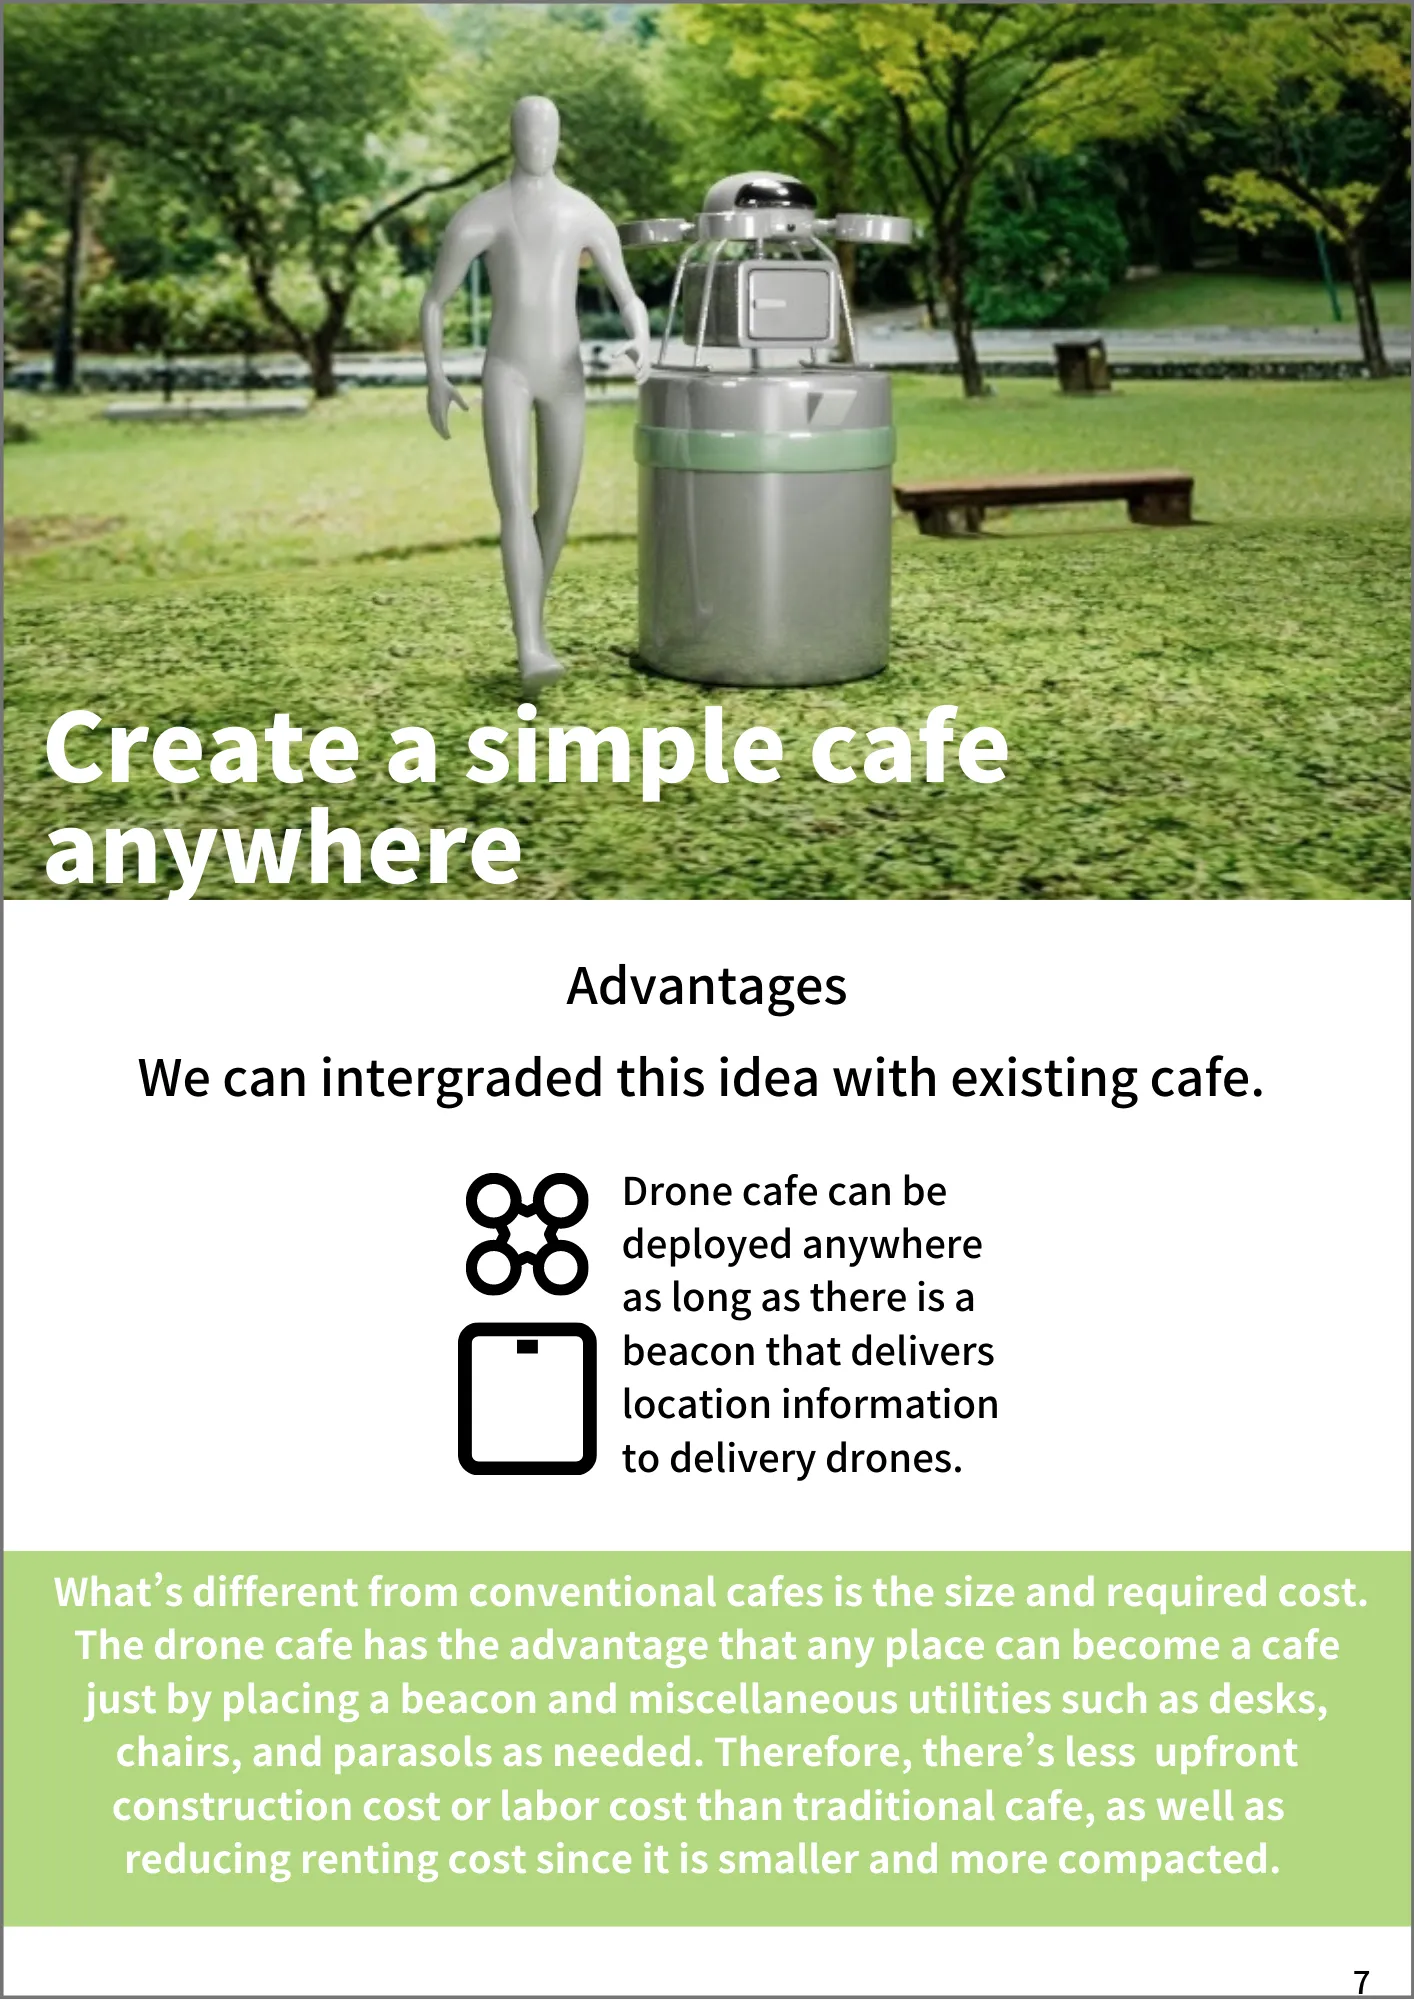 Create a simple cafe
anywhere
Advantages
We can intergraded this idea with existing cafe.
Drone cafe can be
deployed anywhere
as long as there is a
beacon that delivers
location information
to delivery drones.
What’s different from conventional cafes is the size and required cost.
The drone cafe has the advantage that any place can become a cafe
just by placing a beacon and miscellaneous utilities such as desks,
chairs, and parasols as needed. Therefore, there’s less  upfront
construction cost or labor cost than traditional cafe, as well as
reducing renting cost since it is smaller and more compacted.
7